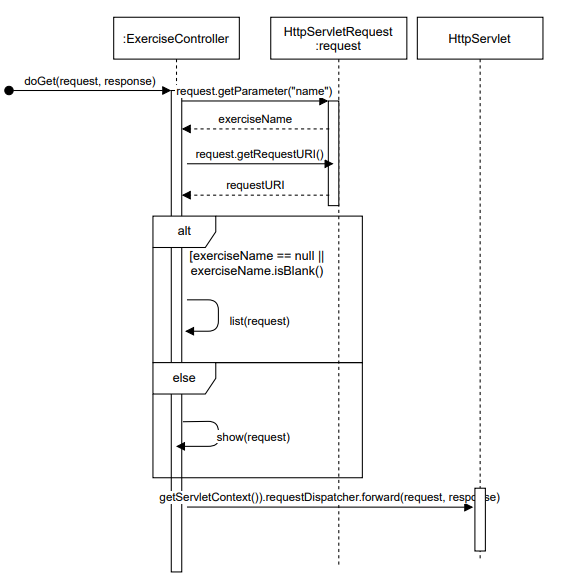 :ExerciseController
HttpServletRequest
:request
HttpServlet
doGet(request, response)
request.getParameter("name")
exerciseName
request.getRequestURI()
requestURI
alt
[exerciseName == null ||
exerciseName.isBlank()
list(request)
else
show(request)
getServletContext()).requestDispatcher.forward(request, response)